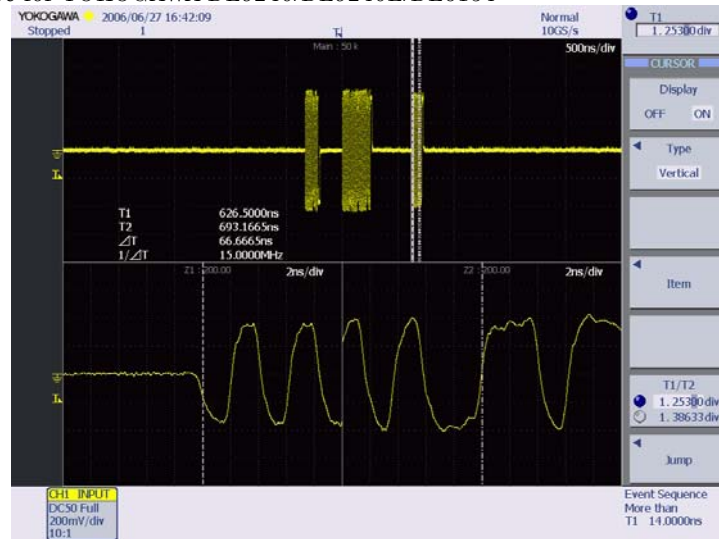 YOKOGAWA 2006/06/27 16:42:09
Stopped 1
Normal
10GS/s
Main : 50 k
500ns/div
T1 626.5000ns
T2 693.1665ns
⊿T 66.6665ns
1/⊿T 15.0000MHz
Z1 : 200.00 2ns/div
Z2 : 200.00 2ns/div
CH1 INPUT
DC50 Full
200mV/div
10:1
T1
1.25300div
CURSOR
Display
OFF ON
Type
Vertical
Item
T1/T2
1.25300div
1.38633div
Jump
Event Sequence
More than
T1 14.0000ns